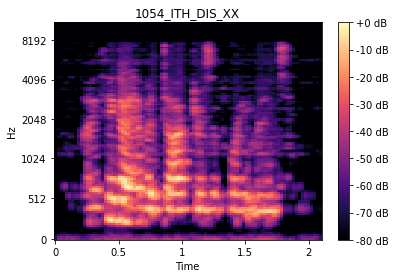 1054_ITH_DIS_XX
+0 dB
8192
-10 dB
4096
-20 dB
-30 dB
2048
Hz
-40 dB
1024
-50 dB
512
-60 dB
-70 dB
0
-80 dB
0 0.5 1 1.5 2
Time